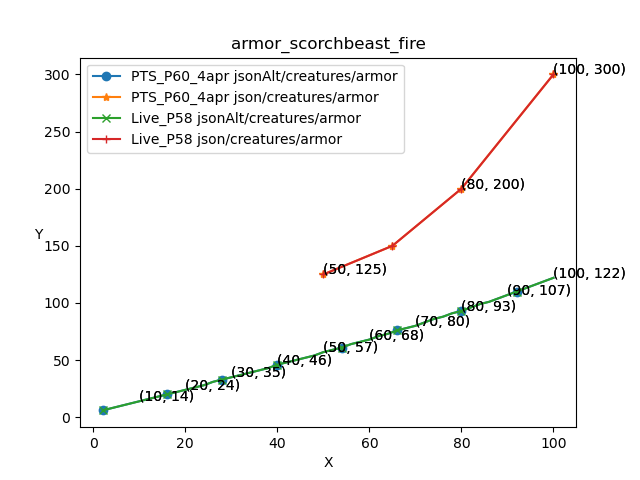 armor_scorchbeast_fire
PTS_P60_4apr jsonAlt/creatures/armor
PTS_P60_4apr json/creatures/armor
Live_P58 jsonAlt/creatures/armor
Live_P58 json/creatures/armor
Y
300
250
200
150
100
50
0
(100, 300)
(80, 200)
(50, 125)
(100, 122)
(90, 107)
(80, 93)
(70, 80)
(60, 68)
(50, 57)
(40, 46)
(30, 35)
(20, 24)
(10, 14)
0 20 40 60 80 100
X